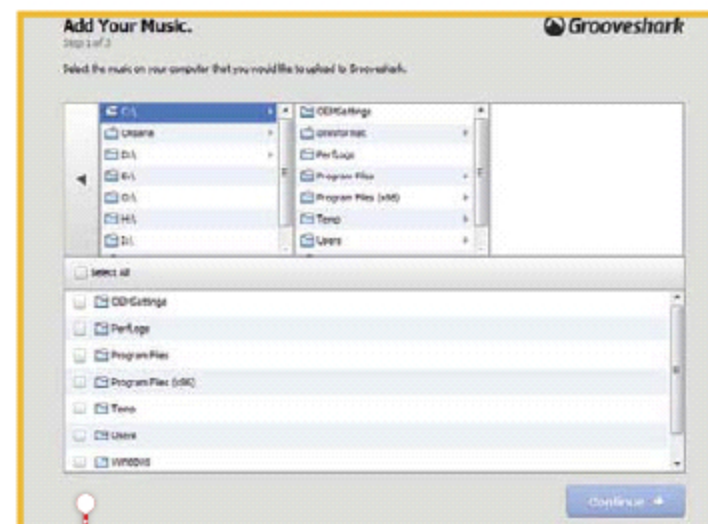 Add Your Music.
Grooveshark
Step 1 of 3
Select the music on your computer that you would like to upload to Grooveshark.
C:\
D:\
G:\
H:\
I:\
PerfLogs
Program Files
Program Files (x86)
Temp
Users
Select All
PerfLogs
Program Files
Program Files (x86)
Temp
Users
Windows
Continue